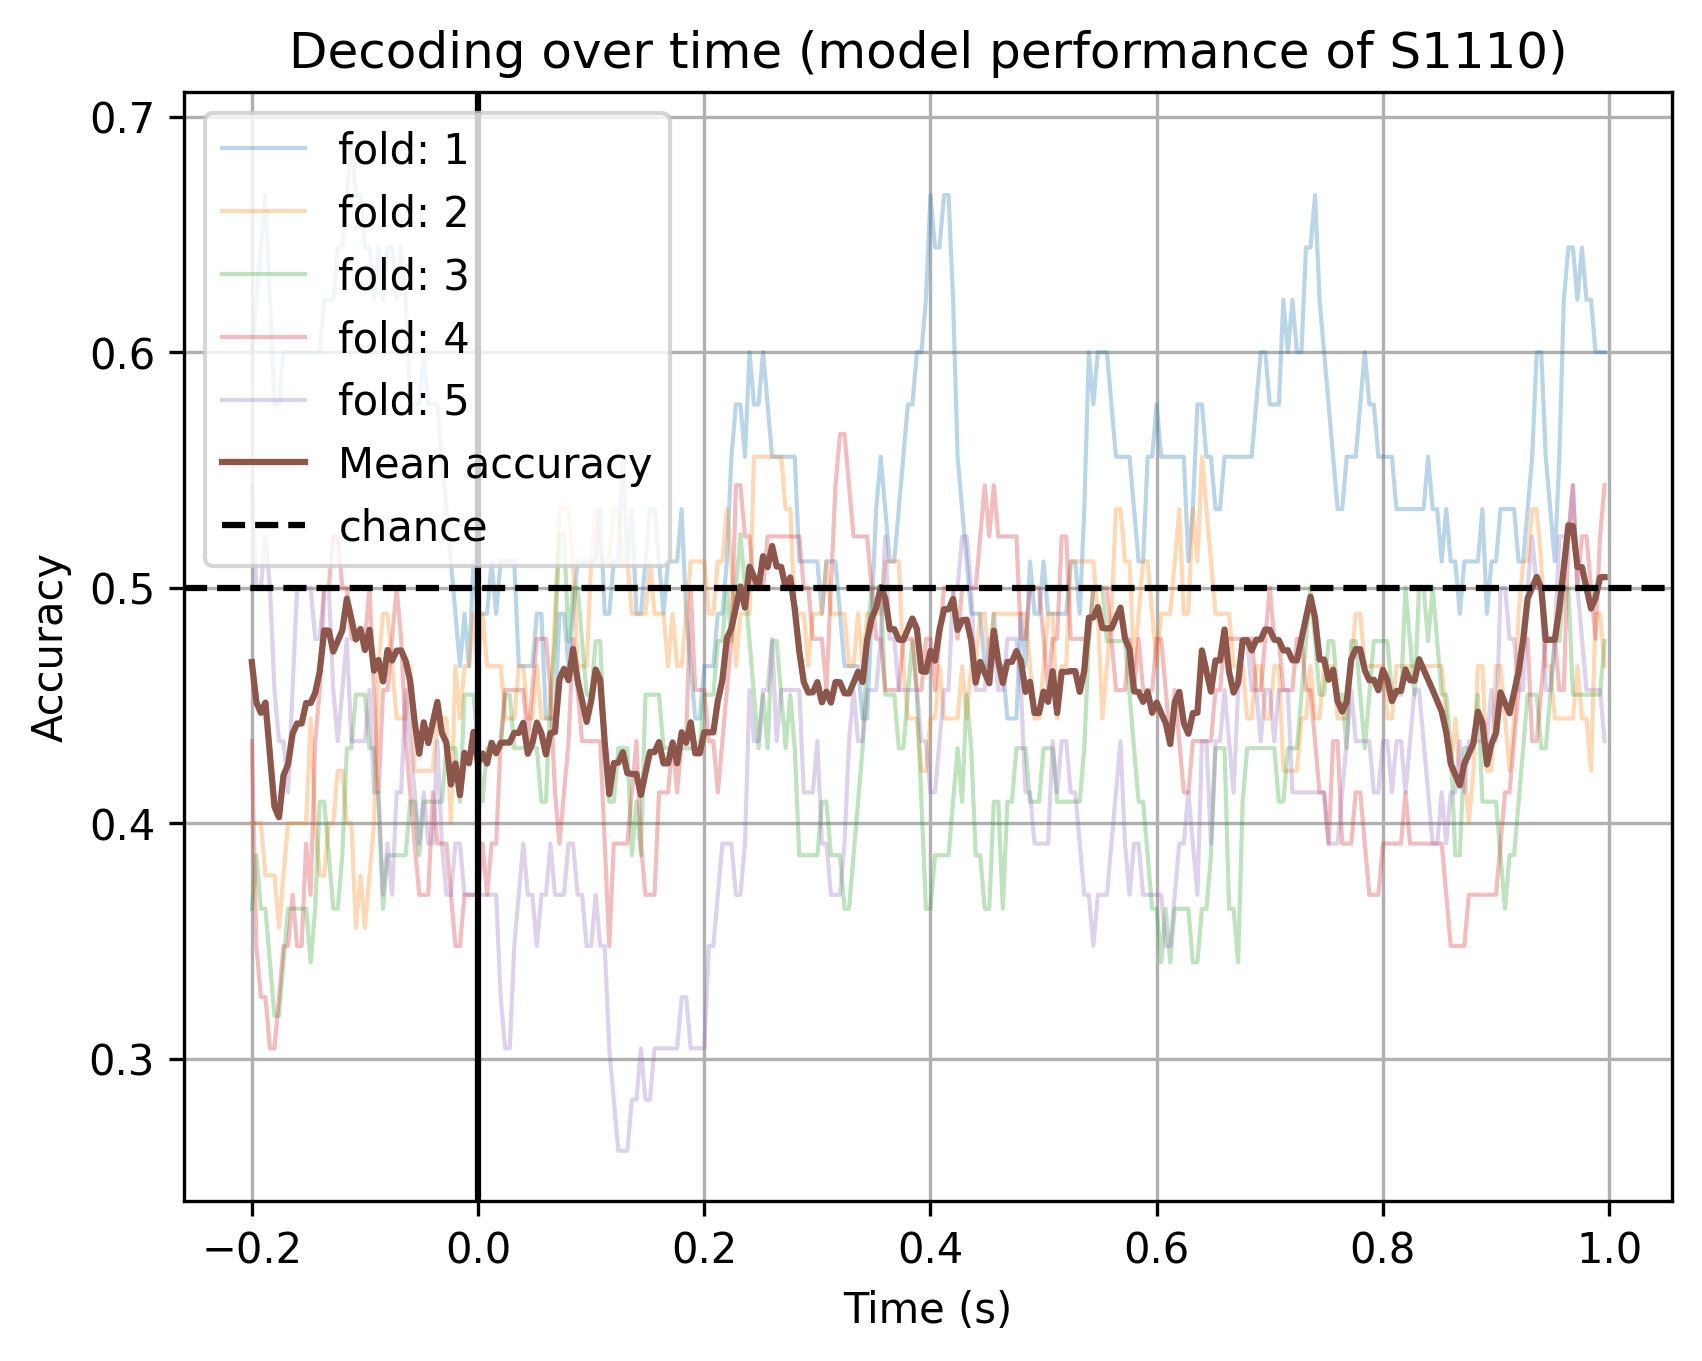 Decoding over time (model performance of S1110)
0.7
0.6
0.5
0.4
0.3
Accuracy
fold: 1
fold: 2
fold: 3
fold: 4
fold: 5
Mean accuracy
chance
−0.2 0.0 0.2 0.4 0.6 0.8 1.0
Time (s)